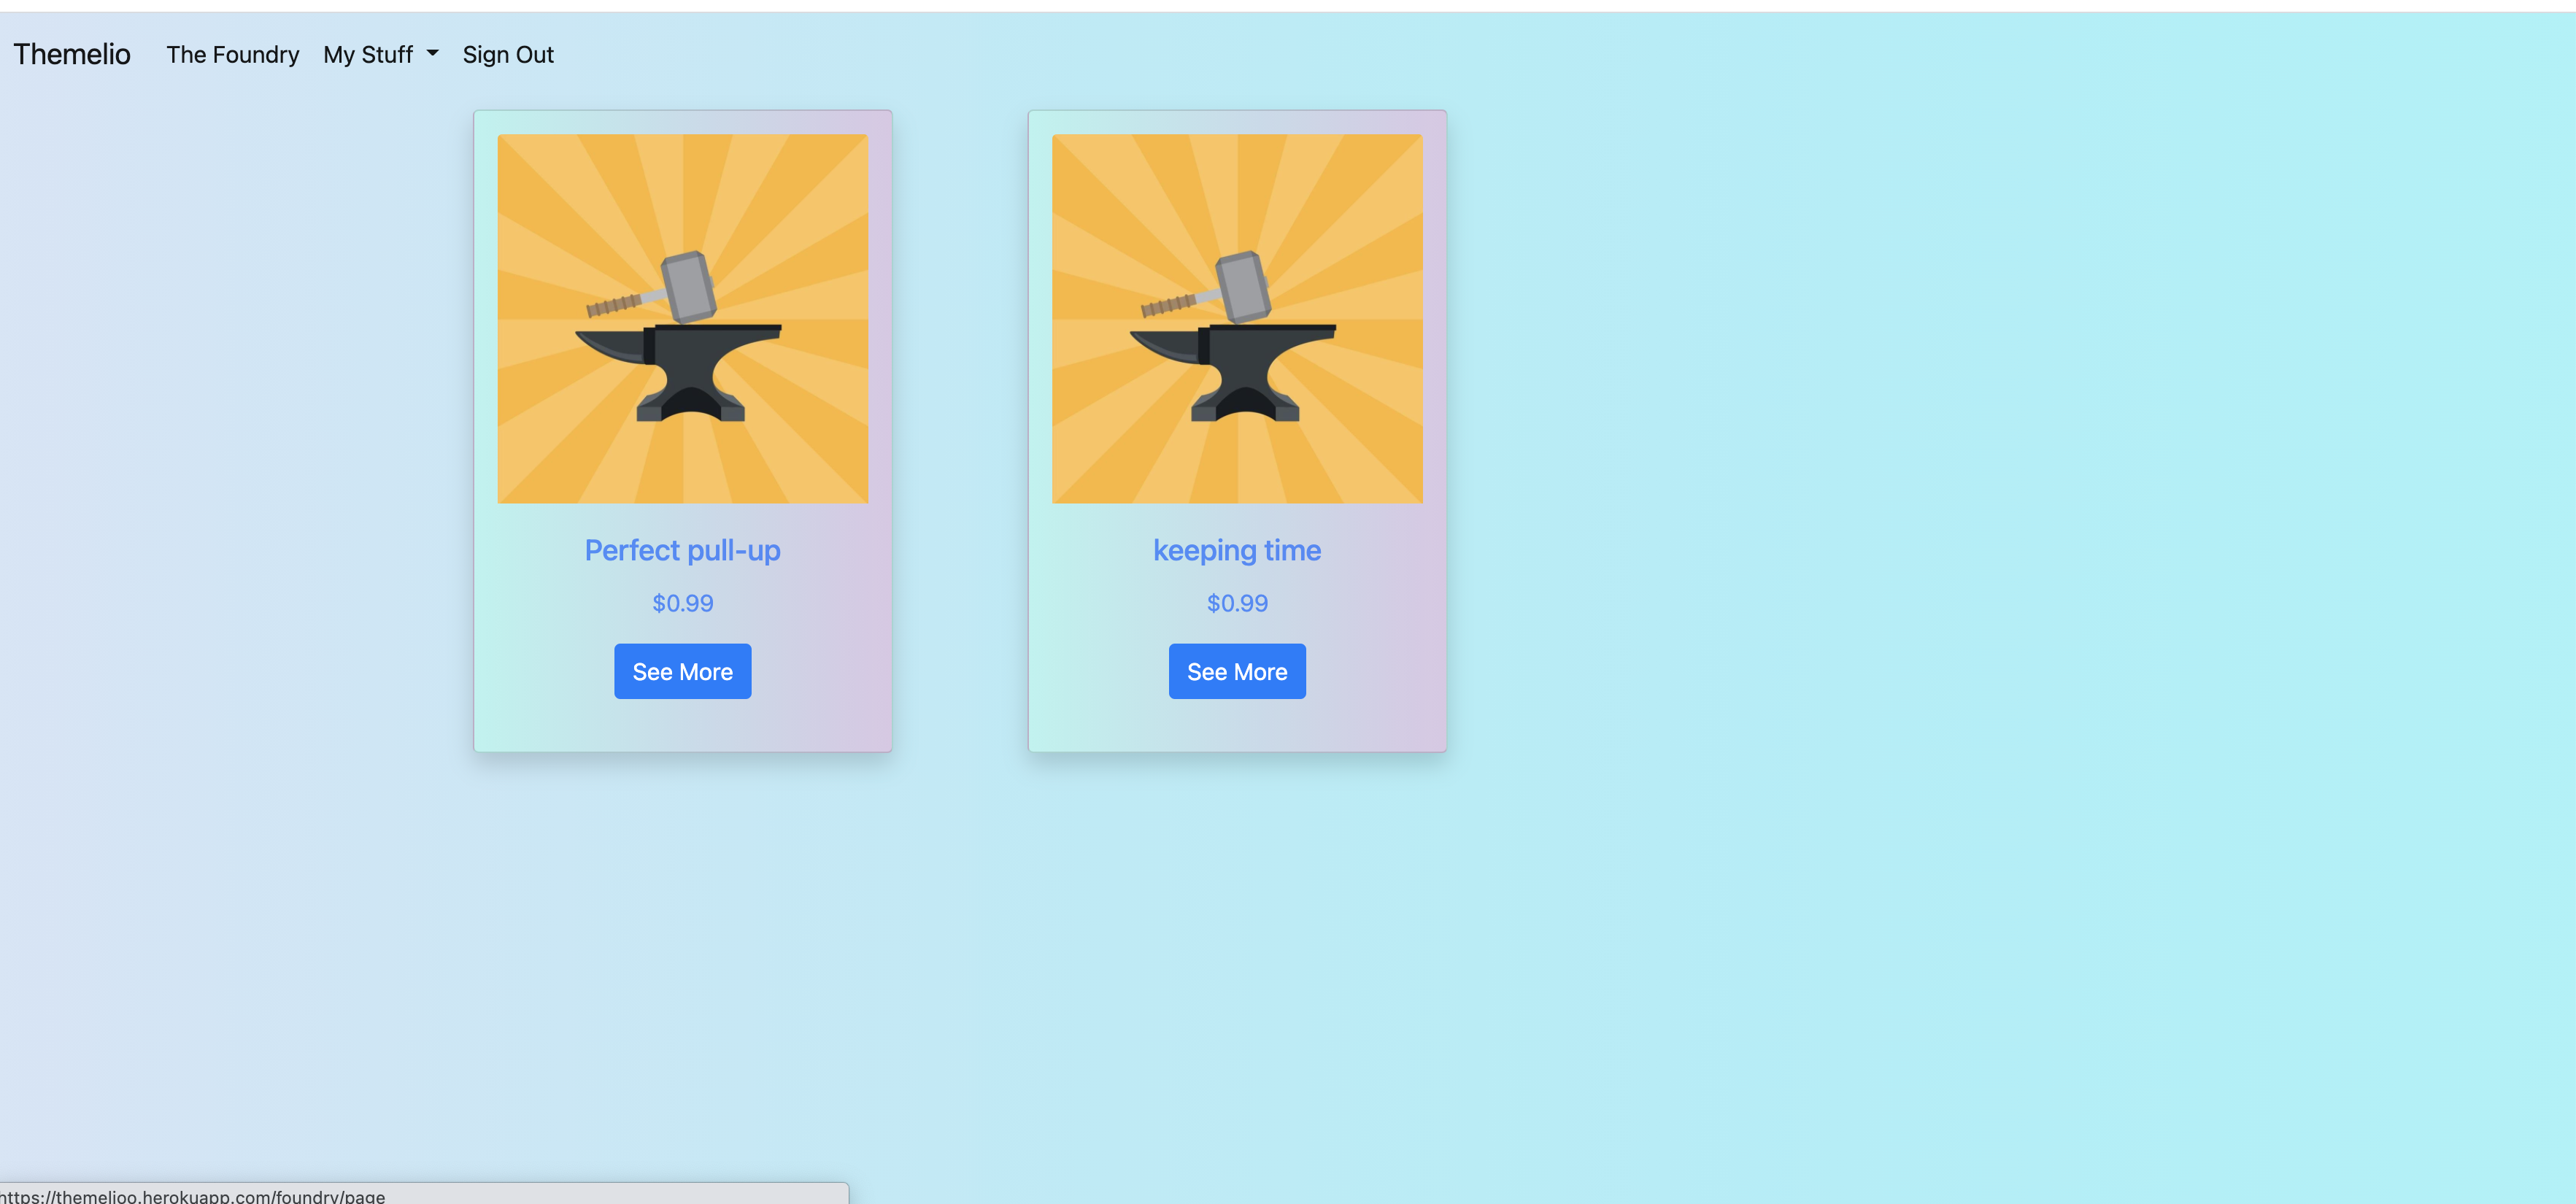 Themelio The Foundry My Stuff Sign Out
Perfect pull-up
$0.99
See More
keeping time
$0.99
See More
https://themelioo.herokuapp.com/foundry/page